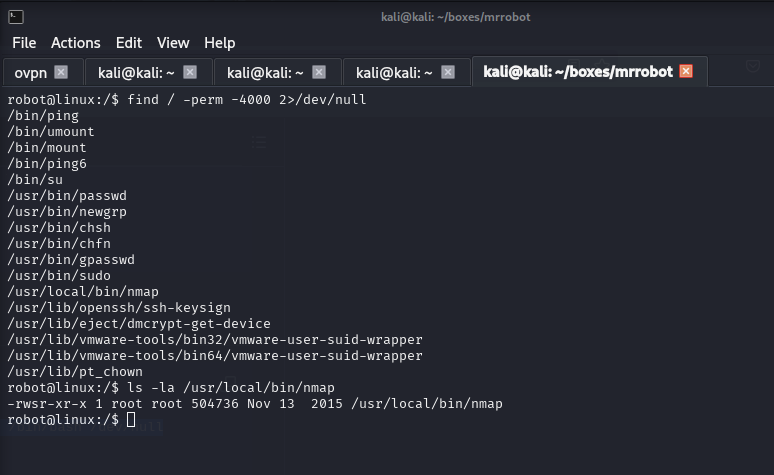 kali@kali: ~/boxes/mrrobot
File Actions Edit View Help
ovpn kali@kali: ~ kali@kali: ~ kali@kali: ~ kali@kali: ~/boxes/mrrobot
robot@linux:/$ find / -perm -4000 2>/dev/null
/bin/ping
/bin/umount
/bin/mount
/bin/ping6
/bin/su
/usr/bin/passwd
/usr/bin/newgrp
/usr/bin/chsh
/usr/bin/chfn
/usr/bin/gpasswd
/usr/bin/sudo
/usr/local/bin/nmap
/usr/lib/openssh/ssh-keysign
/usr/lib/eject/dmcrypt-get-device
/usr/lib/vmware-tools/bin32/vmware-user-suid-wrapper
/usr/lib/vmware-tools/bin64/vmware-user-suid-wrapper
/usr/lib/pt_chown
robot@linux:/$ ls -la /usr/local/bin/nmap
-rwsr-xr-x 1 root root 504736 Nov 13  2015 /usr/local/bin/nmap
robot@linux:/$